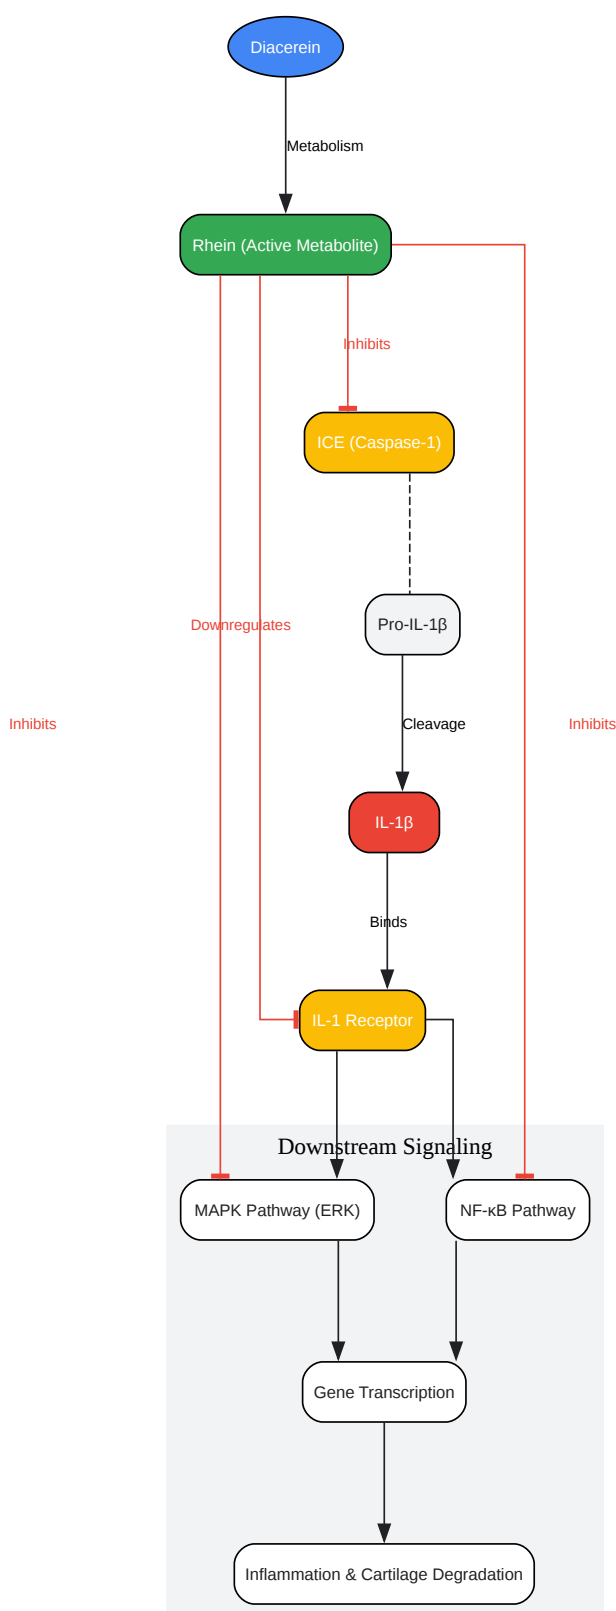 Diacerein
Metabolism
Rhein (Active Metabolite)
Inhibits
ICE (Caspase-1)
Downregulates
Pro-IL-1β
Inhibits
Cleavage
Inhibits
IL-1β
Binds
IL-1 Receptor
Downstream Signaling
MAPK Pathway (ERK)
NF-κB Pathway
Gene Transcription
Inflammation & Cartilage Degradation